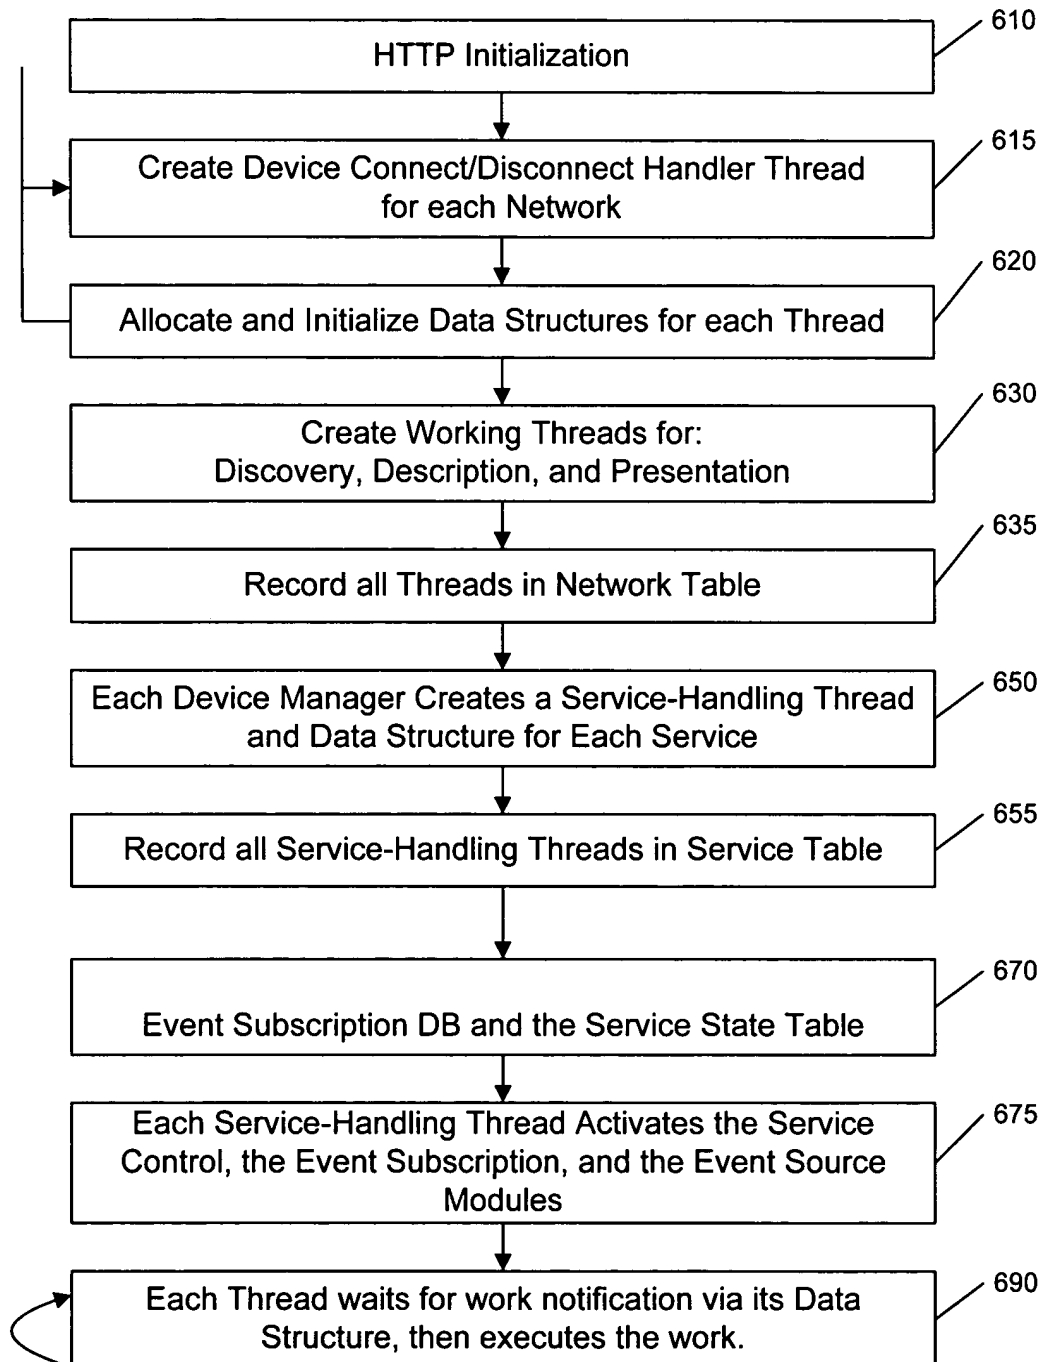 610
HTTP Initialization
615
Create Device Connect/Disconnect Handler Thread
for each Network
620
Allocate and Initialize Data Structures for each Thread
630
Create Working Threads for:
Discovery, Description, and Presentation
635
Record all Threads in Network Table
650
Each Device Manager Creates a Service-Handling Thread
and Data Structure for Each Service
655
Record all Service-Handling Threads in Service Table
670
Event Subscription DB and the Service State Table
675
Each Service-Handling Thread Activates the Service
Control, the Event Subscription, and the Event Source
Modules
690
Each Thread waits for work notification via its Data
Structure, then executes the work.